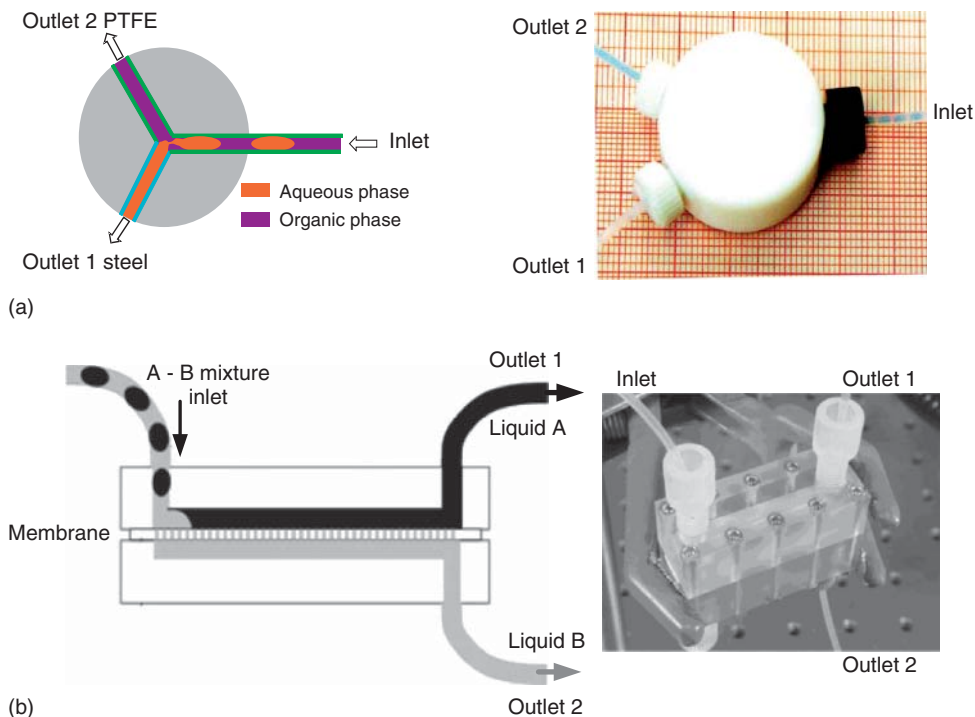 Outlet 2 PTFE
Inlet
Aqueous phase
Organic phase
Outlet 1 steel
Outlet 2
Inlet
Outlet 1
(a)
A - B mixture
inlet
Outlet 1
Liquid A
Membrane
Liquid B
Outlet 2
Inlet
Outlet 1
Outlet 2
(b)